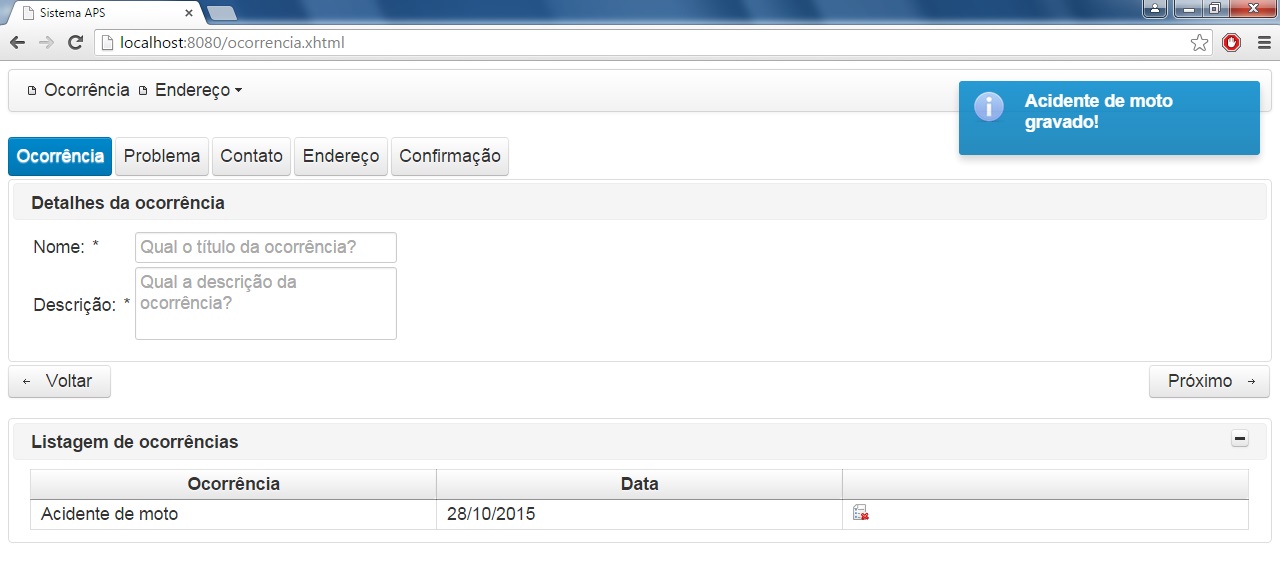 Sistema APS
localhost:8080/ocorrencia.xhtml
Ocorrência Endereço
Acidente de moto
gravado!
Ocorrência Problema Contato Endereço Confirmação
Detalhes da ocorrência
Nome: * Qual o título da ocorrência?
Descrição: * Qual a descrição da
ocorrência?
Voltar Próximo
Listagem de ocorrências
Ocorrência Data
Acidente de moto 28/10/2015